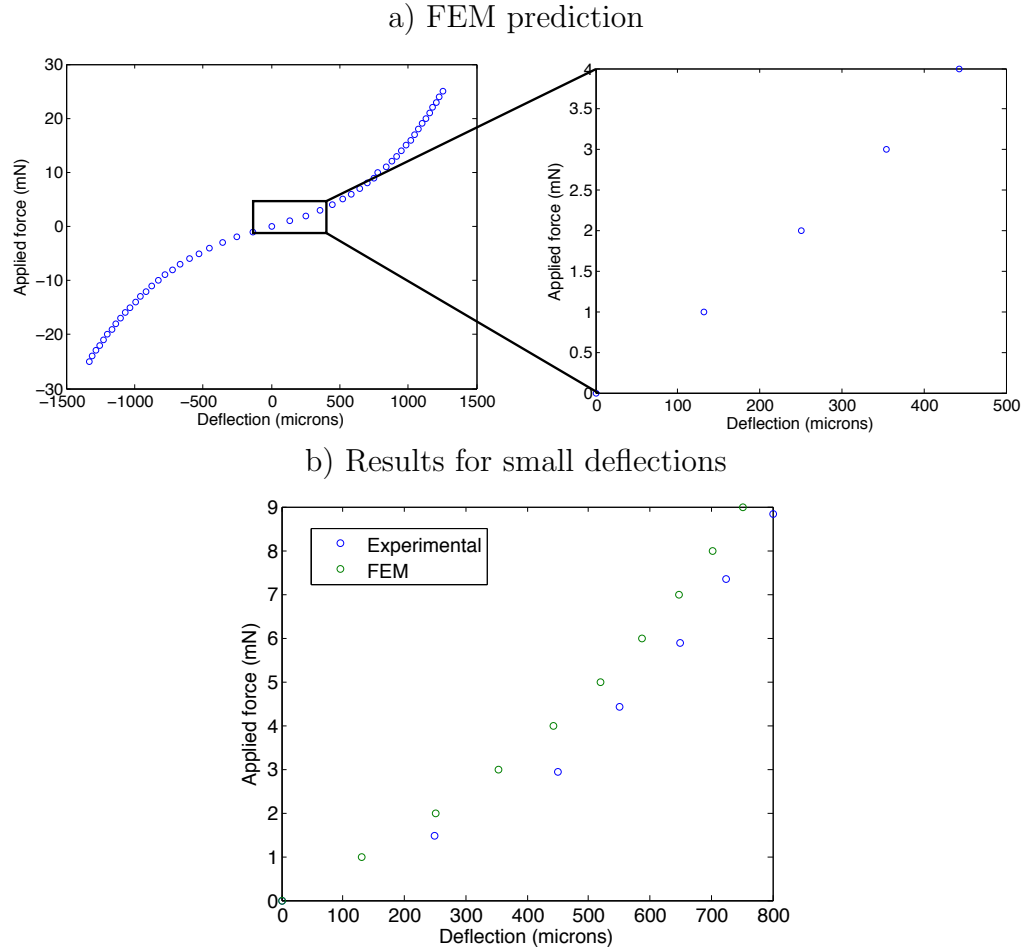 a) FEM prediction
30
20
10
0
−10
−20
−30
−1500 −1000 −500 0 500 1000 1500
Applied force (mN)
Deflection (microns)
4
3.5
3
2.5
2
1.5
1
0.5
0
0 100 200 300 400 500
Applied force (mN)
Deflection (microns)
b) Results for small deflections
9
8
7
6
5
4
3
2
1
0
0 100 200 300 400 500 600 700 800
Applied force (mN)
Deflection (microns)
Experimental
FEM